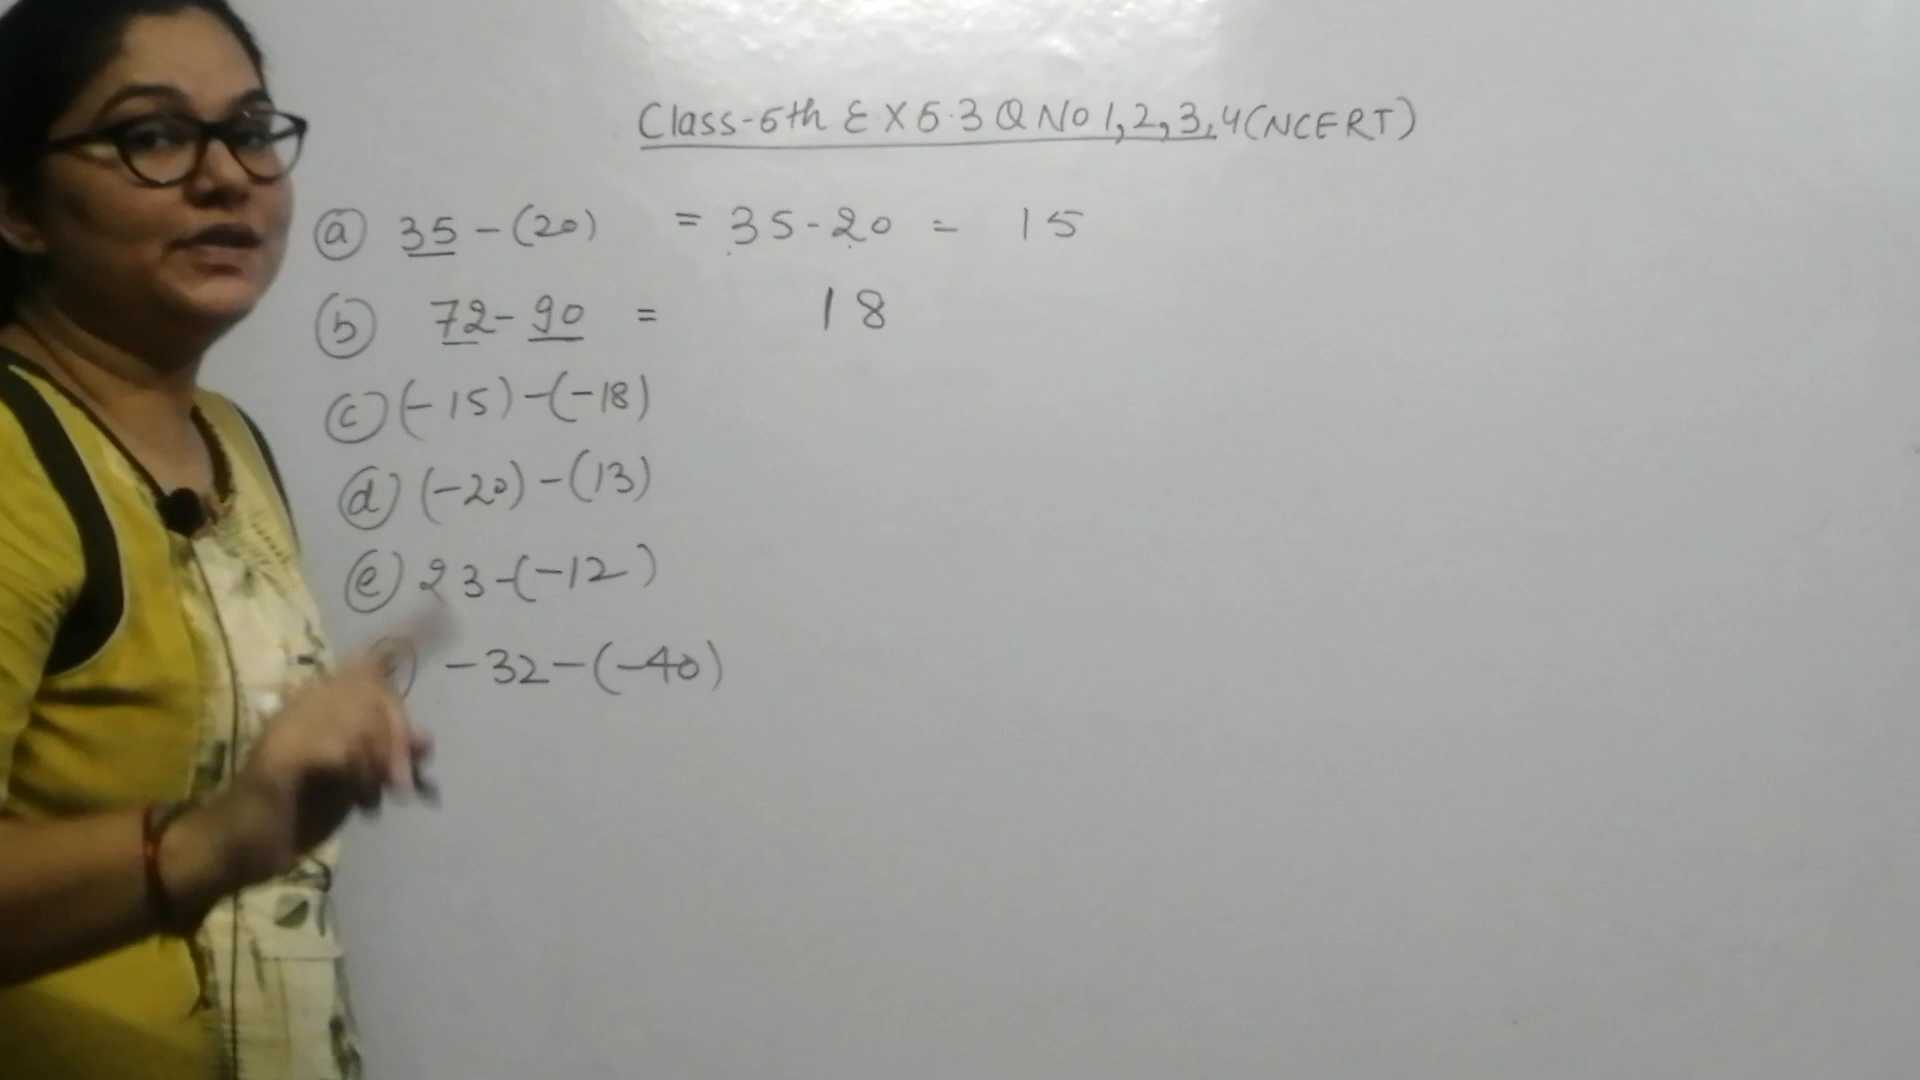 Class-6th EX 6.3 Q No 1,2,3,4 (NCERT)
(a) 35 - (20) = 35 - 20 = 15
(b) 72 - 90 = 18
(c) (-15) - (-18)
(d) (-20) - (13)
(e) 23 - (-12)
-32 - (-40)